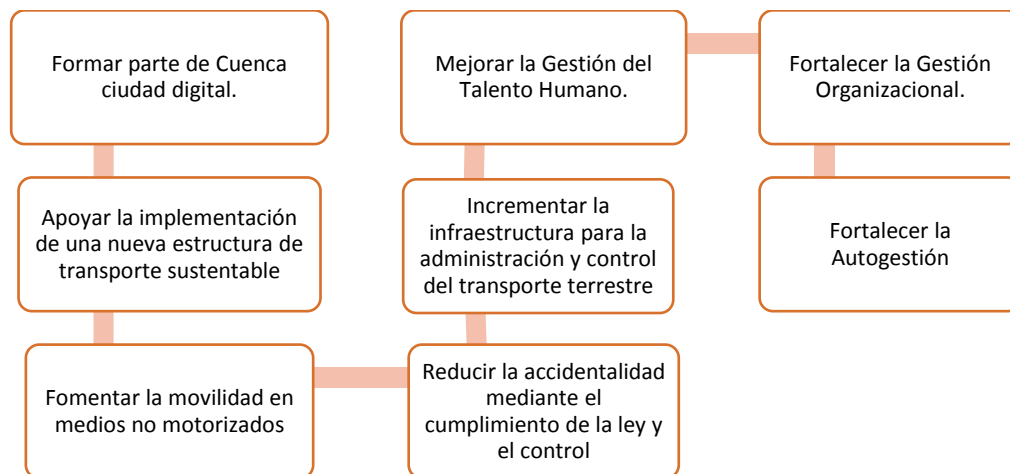 Formar parte de Cuenca
ciudad digital.
Apoyar la implementación
de una nueva estructura de
transporte sustentable
Fomentar la movilidad en
medios no motorizados
Reducir la accidentalidad
mediante el
cumplimiento de la ley y
el control
Incrementar la
infraestructura para la
administración y control
del transporte terrestre
Mejorar la Gestión del
Talento Humano.
Fortalecer la Gestión
Organizacional.
Fortalecer la
Autogestión